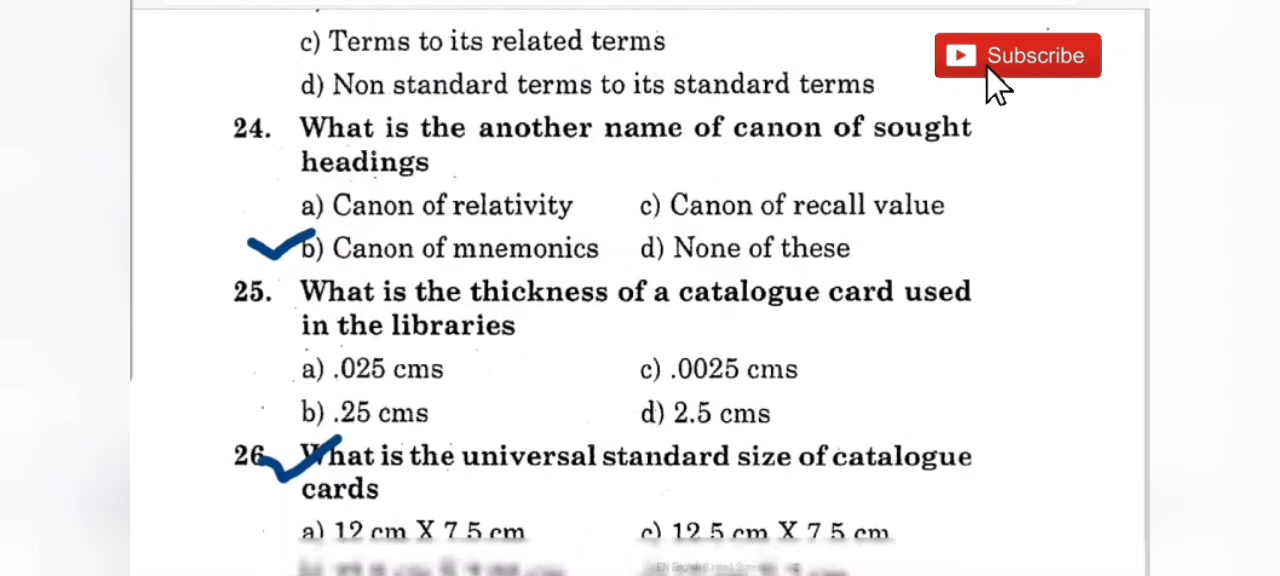 c) Terms to its related terms
Subscribe
d) Non standard terms to its standard terms
24. What is the another name of canon of sought
headings
a) Canon of relativity c) Canon of recall value
b) Canon of mnemonics d) None of these
25. What is the thickness of a catalogue card used
in the libraries
a) .025 cms c) .0025 cms
b) .25 cms d) 2.5 cms
26 What is the universal standard size of catalogue
cards
a) 12 cm X 7 5 cm c) 12 5 cm X 7 5 cm